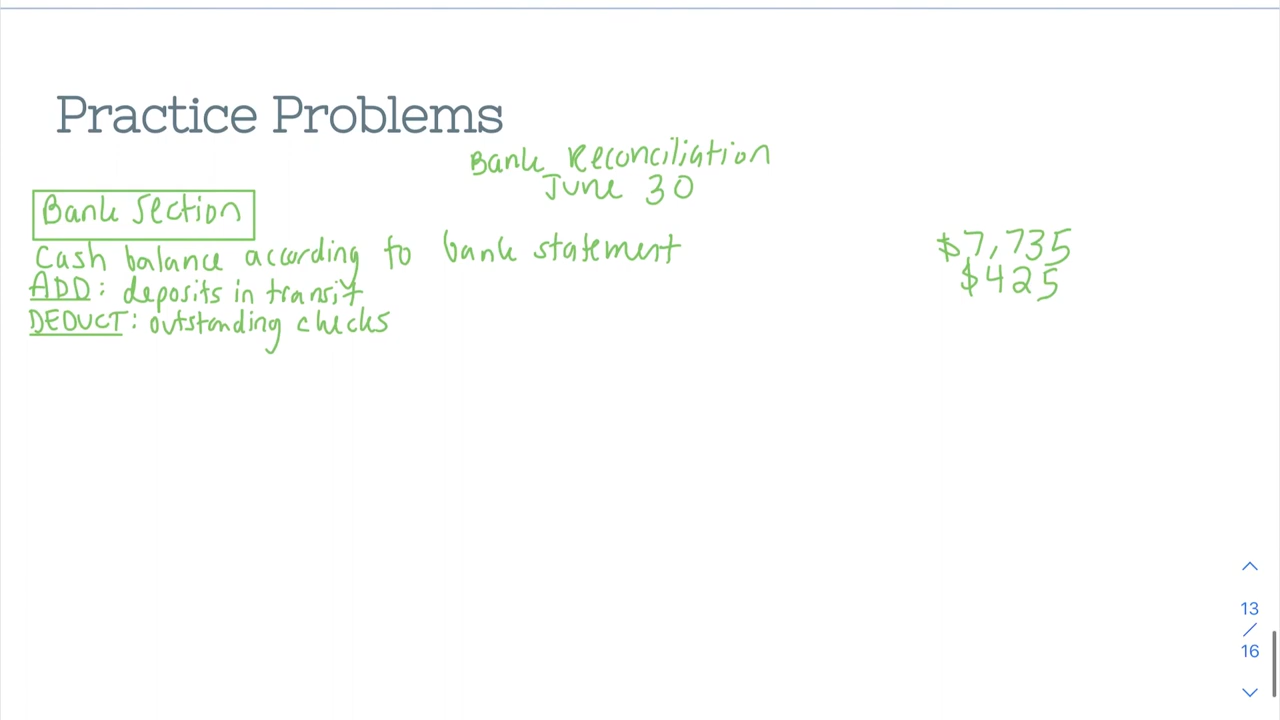 Practice Problems
Bank Reconciliation
June 30
Bank Section
Cash balance according to bank statement $7,735
ADD: deposits in transit $425
DEDUCT: outstanding checks
13
/
16